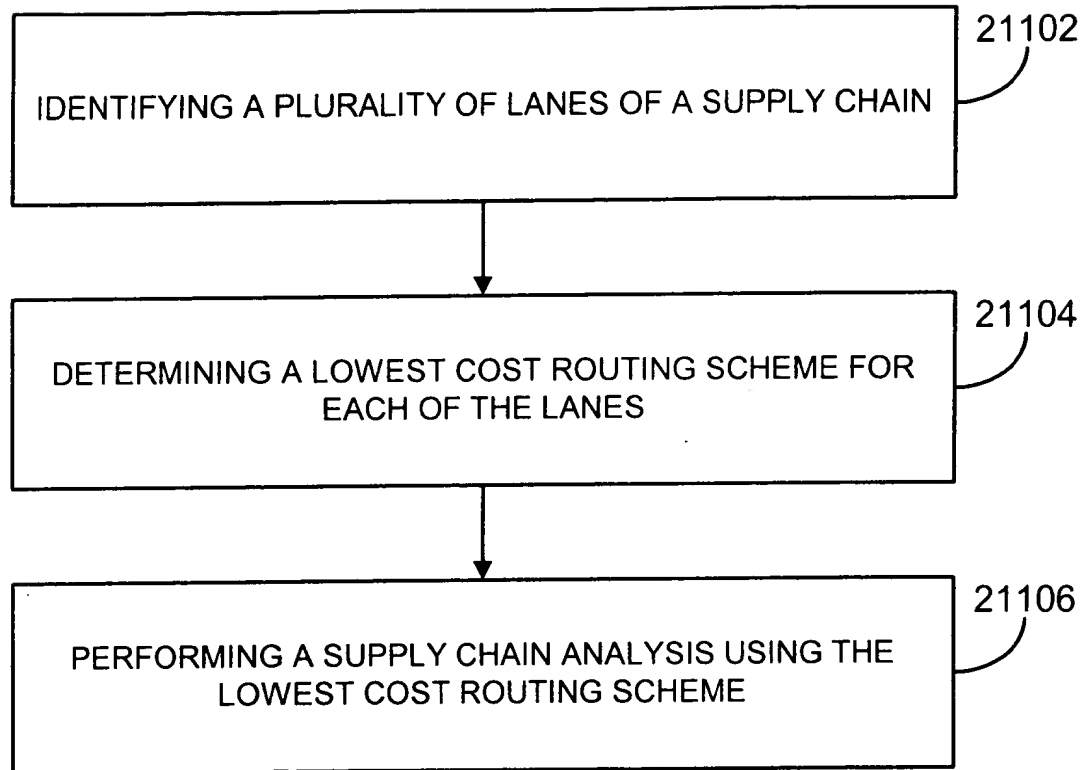 21102
IDENTIFYING A PLURALITY OF LANES OF A SUPPLY CHAIN
21104
DETERMINING A LOWEST COST ROUTING SCHEME FOR
EACH OF THE LANES
21106
PERFORMING A SUPPLY CHAIN ANALYSIS USING THE
LOWEST COST ROUTING SCHEME